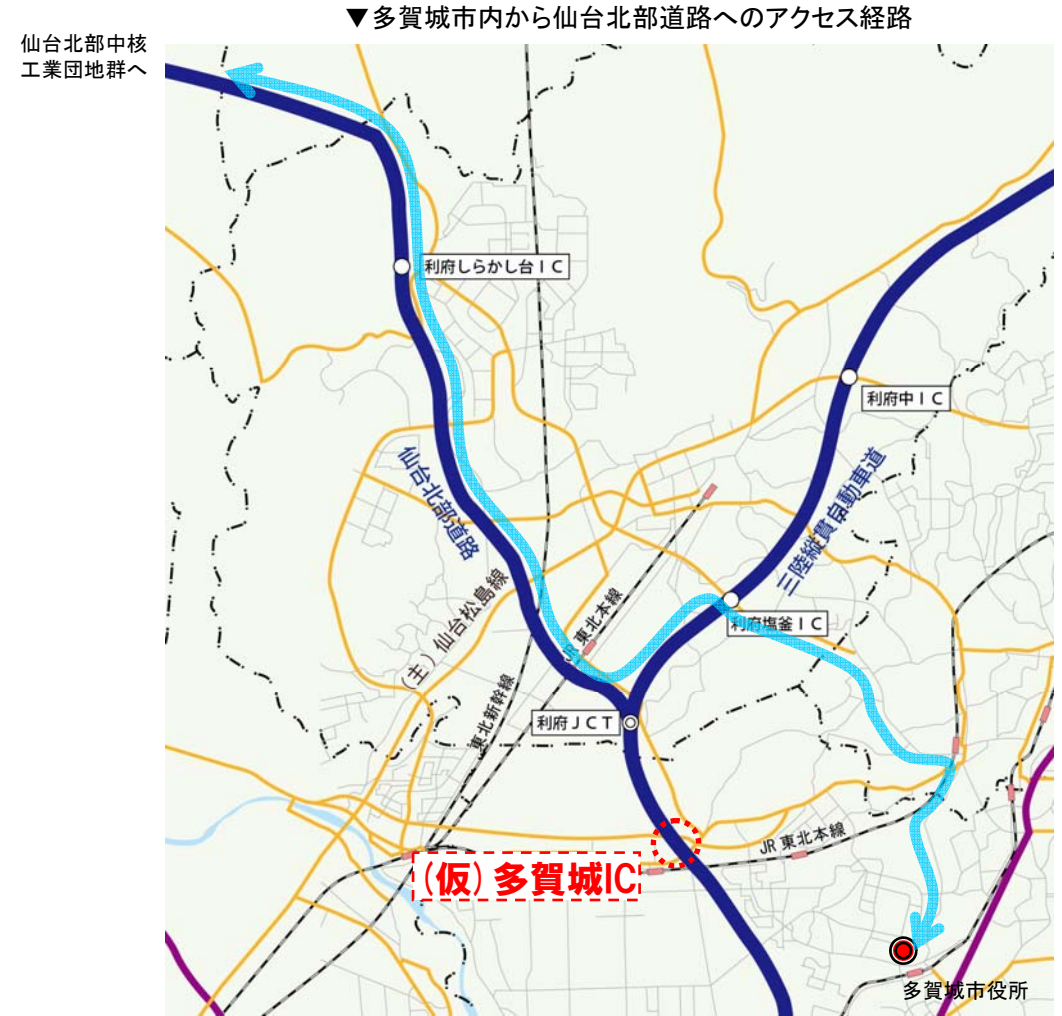 ▼多賀城市内から仙台北部道路へのアクセス経路
仙台北部中核
工業団地群へ
利府しらかし台IC
利府中IC
仙台北部道路
三陸縦貫自動車道
(主)仙台松島線
JR東北本線
利府塩釜IC
東北新幹線
利府JCT
JR東北本線
(仮)多賀城IC
多賀城市役所